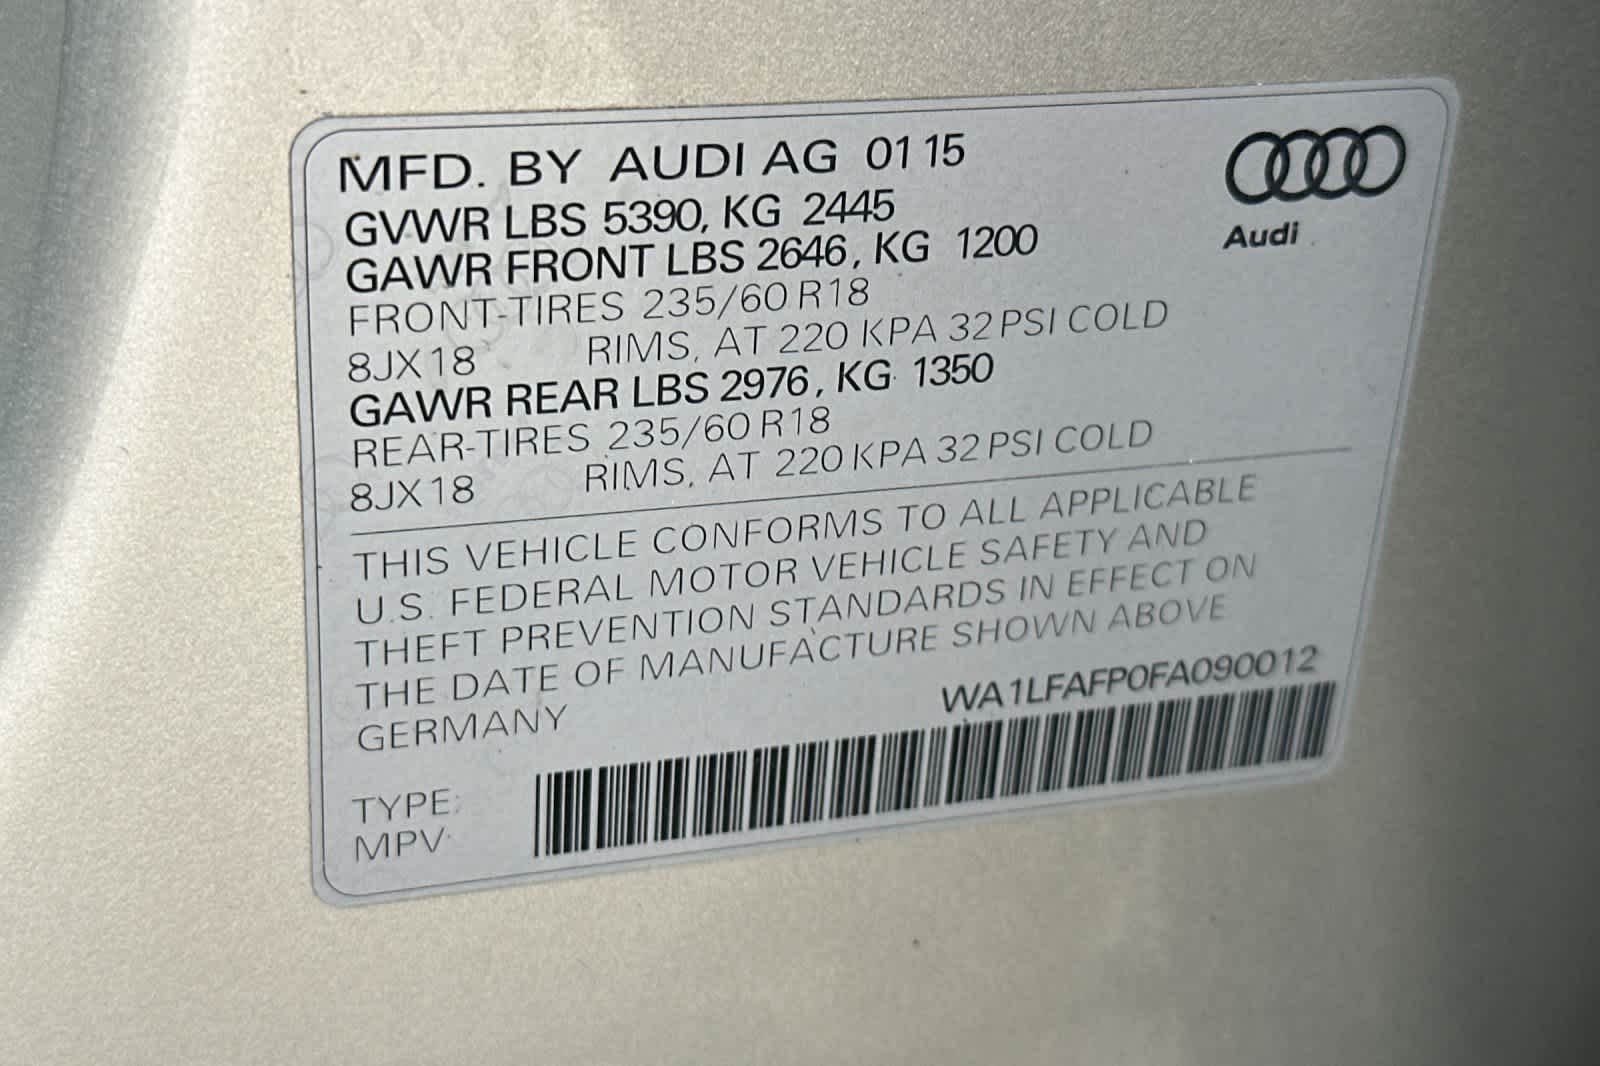 MFD. BY AUDI AG 01 15
Audi
GVWR LBS 5390, KG 2445
GAWR FRONT LBS 2646, KG 1200
FRONT-TIRES 235/60 R18
8JX18 RIMS, AT 220 KPA 32 PSI COLD
GAWR REAR LBS 2976, KG 1350
REAR-TIRES 235/60 R18
8JX18 RIMS, AT 220 KPA 32 PSI COLD
THIS VEHICLE CONFORMS TO ALL APPLICABLE
U.S. FEDERAL MOTOR VEHICLE SAFETY AND
THEFT PREVENTION STANDARDS IN EFFECT ON
THE DATE OF MANUFACTURE SHOWN ABOVE
GERMANY
WA1LFAFP0FA090012
TYPE:
MPV